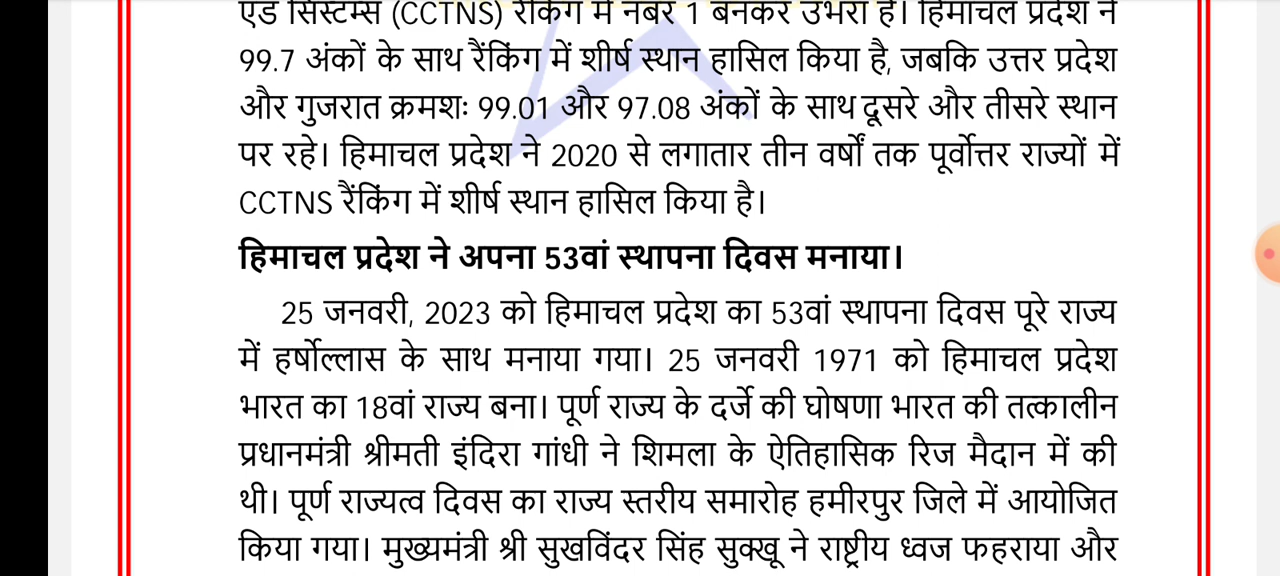 एंड सिस्टम्स (CCTNS) रैंकिंग में नंबर 1 बनकर उभरा है। हिमाचल प्रदेश ने
99.7 अंकों के साथ रैंकिंग में शीर्ष स्थान हासिल किया है, जबकि उत्तर प्रदेश
और गुजरात क्रमशः 99.01 और 97.08 अंकों के साथ दूसरे और तीसरे स्थान
पर रहे। हिमाचल प्रदेश ने 2020 से लगातार तीन वर्षों तक पूर्वोत्तर राज्यों में
CCTNS रैंकिंग में शीर्ष स्थान हासिल किया है।
हिमाचल प्रदेश ने अपना 53वां स्थापना दिवस मनाया।
25 जनवरी, 2023 को हिमाचल प्रदेश का 53वां स्थापना दिवस पूरे राज्य
में हर्षोल्लास के साथ मनाया गया। 25 जनवरी 1971 को हिमाचल प्रदेश
भारत का 18वां राज्य बना। पूर्ण राज्य के दर्जे की घोषणा भारत की तत्कालीन
प्रधानमंत्री श्रीमती इंदिरा गांधी ने शिमला के ऐतिहासिक रिज मैदान में की
थी। पूर्ण राज्यत्व दिवस का राज्य स्तरीय समारोह हमीरपुर जिले में आयोजित
किया गया। मुख्यमंत्री श्री सुखविंदर सिंह सुक्खू ने राष्ट्रीय ध्वज फहराया और